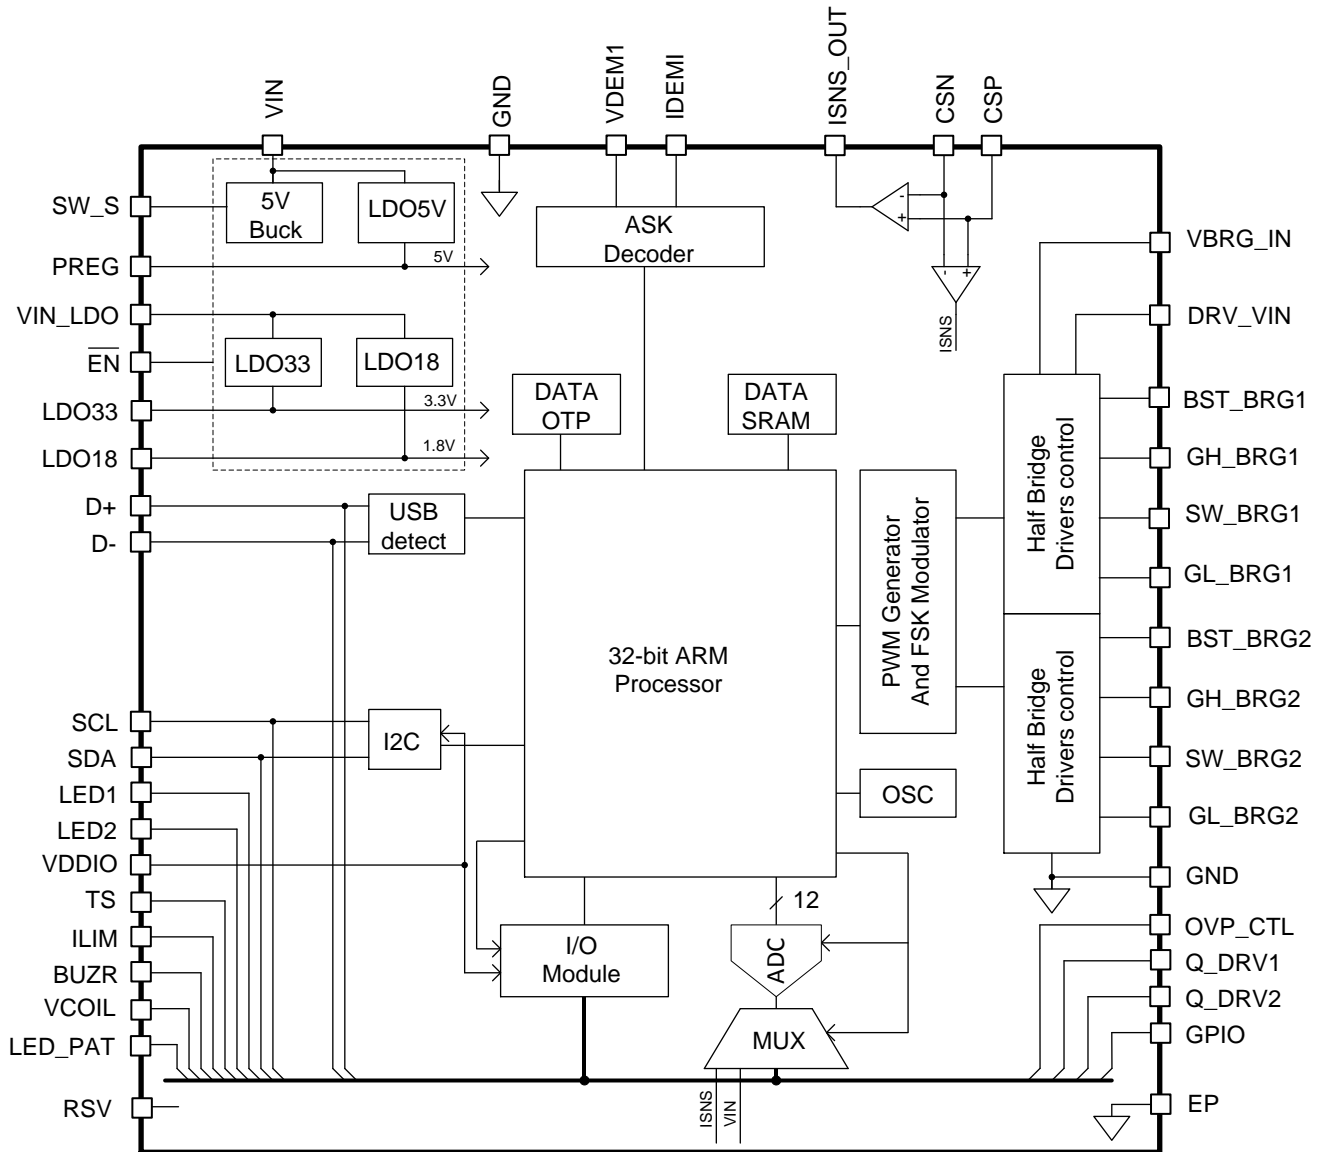 VIN
GND
VDEM1
IDEMI
ISNS_OUT
CSN
CSP
SW_S
PREG
VIN_LDO
EN
LDO33
LDO18
D+
D-
SCL
SDA
LED1
LED2
VDDIO
TS
ILIM
BUZR
VCOIL
LED_PAT
RSV
5V
Buck
LDO5V
5V
LDO33
LDO18
3.3V
1.8V
ASK
Decoder
-
+
-
+
ISNS
DATA
OTP
DATA
SRAM
USB
detect
32-bit ARM
Processor
PWM Generator
And FSK Modulator
Half Bridge
Drivers control
Half Bridge
Drivers control
I2C
OSC
I/O
Module
12
ADC
MUX
ISNS
VIN
VBRG_IN
DRV_VIN
BST_BRG1
GH_BRG1
SW_BRG1
GL_BRG1
BST_BRG2
GH_BRG2
SW_BRG2
GL_BRG2
GND
OVP_CTL
Q_DRV1
Q_DRV2
GPIO
EP